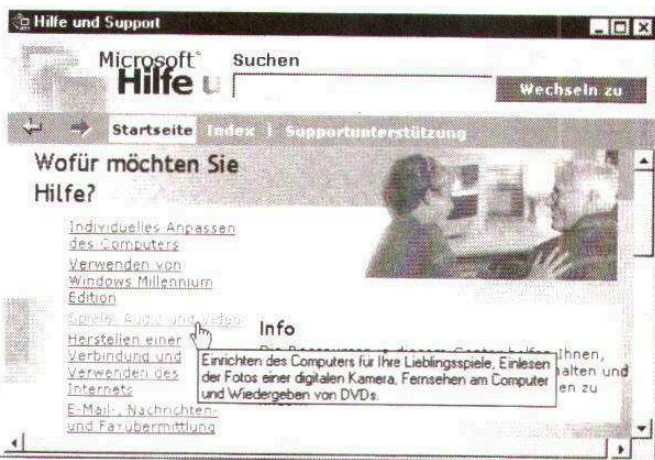 Hilfe und Support
Microsoft
Suchen
Hilfe u
Wechseln zu
Startseite Index | Supportunterstützung
Wofür möchten Sie
Hilfe?
Individuelles Anpassen
des Computers
Verwenden von
Windows Millennium
Edition
Spiele, Audio und Video
Herstellen einer
Verbindung und
Verwenden des
Internets
E-Mail-, Nachrichten-
und Faxübermittlung
Info
Ihnen,
alten und
en zu
Einrichten des Computers für Ihre Lieblingsspiele, Einlesen
der Fotos einer digitalen Kamera, Fernsehen am Computer
und Wiedergeben von DVDs.